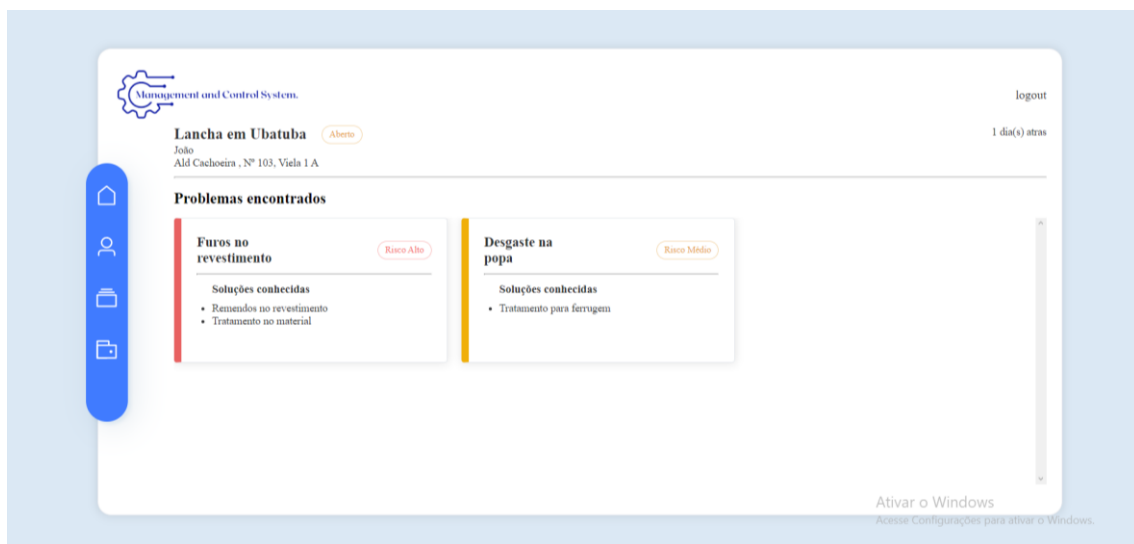 Management and Control System.
logout
Lancha em Ubatuba Aberto
1 dia(s) atras
João
Ald Cachoeira , Nº 103, Viela 1 A
Problemas encontrados
Furos no
revestimento
Risco Alto
Soluções conhecidas
• Remendos no revestimento
• Tratamento no material
Desgaste na
popa
Risco Médio
Soluções conhecidas
• Tratamento para ferrugem
Ativar o Windows
Acesse Configurações para ativar o Windows.